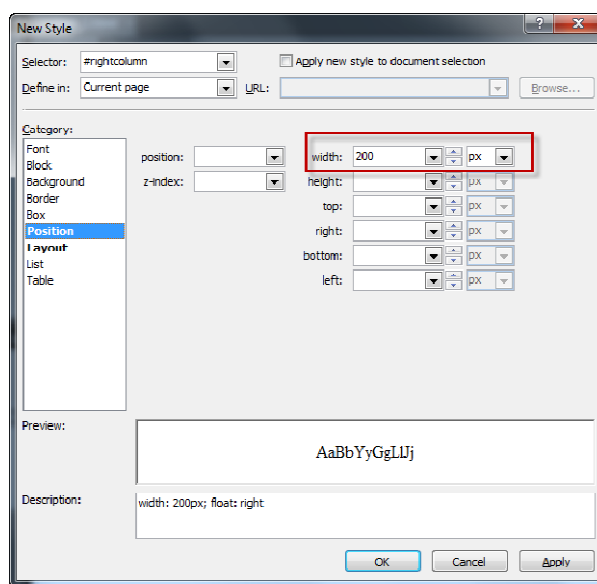 New Style
Selector: #rightcolumn Apply new style to document selection
Define in: Current page URL: Browse...
Category:
Font
Block
Background
Border
Box
Position
Layout
List
Table
position: width: 200 px
z-index: height: px
top: px
right: px
bottom: px
left: px
Preview:
AaBbYyGgLlJj
Description: width: 200px; float: right
OK Cancel Apply